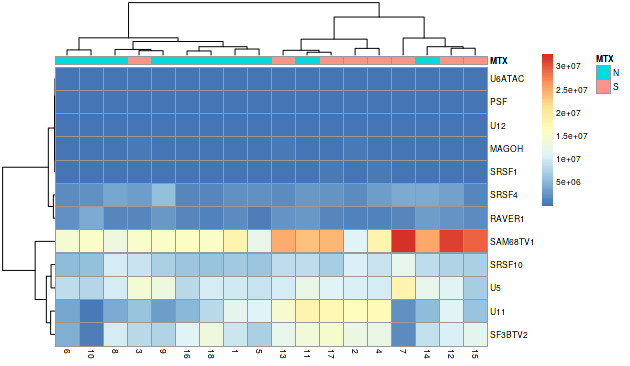 MTX
MTX
N
S
3e+07
2.5e+07
2e+07
1.5e+07
1e+07
5e+06
U6ATAC
PSF
U12
MAGOH
SRSF1
SRSF4
RAVER1
SAM68TV1
SRSF10
U5
U11
SF3BTV2
6 10 8 3 9 16 18 1 5 13 11 17 2 4 7 14 12 15